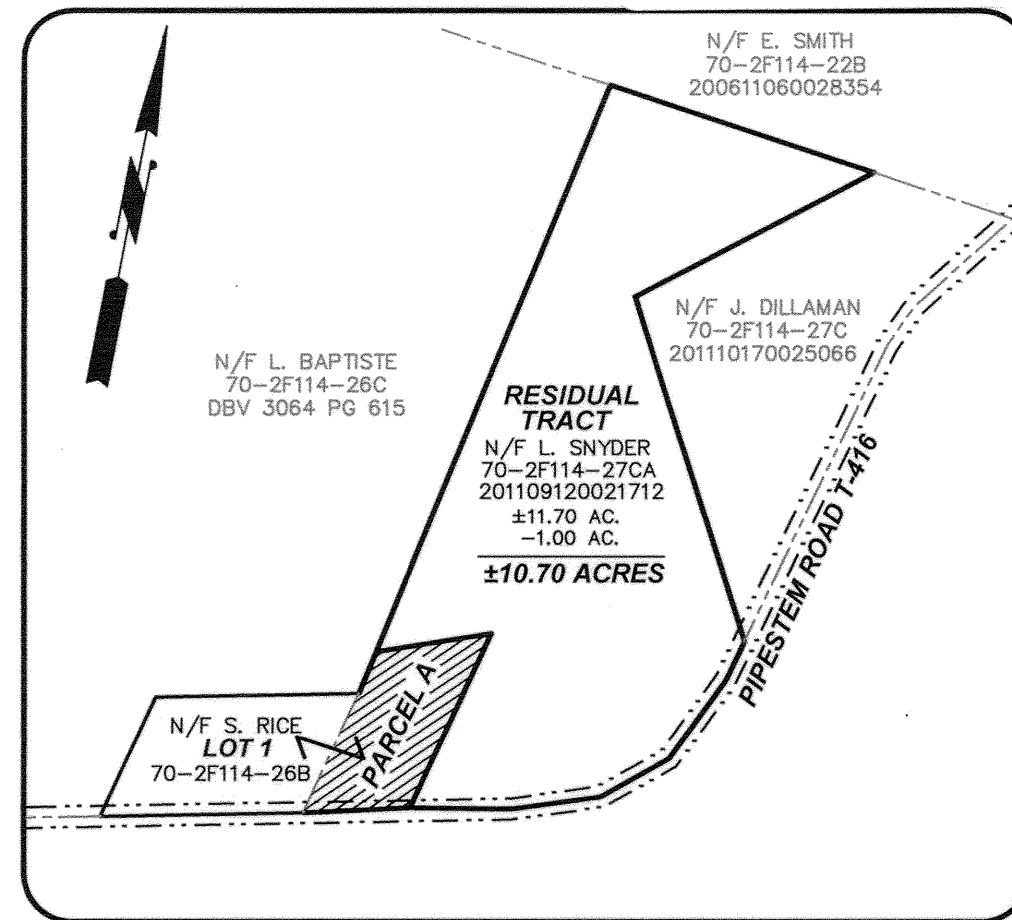 N/F E. SMITH
70-2F114-22B
200611060028354
N/F J. DILLAMAN
70-2F114-27C
201110170025066
N/F L. BAPTISTE
70-2F114-26C
DBV 3064 PG 615
RESIDUAL
TRACT
N/F L. SNYDER
70-2F114-27CA
201109120021712
±11.70 AC.
-1.00 AC.
±10.70 ACRES
PIPESTEM ROAD T-416
PARCEL A
N/F S. RICE
LOT 1
70-2F114-26B
N